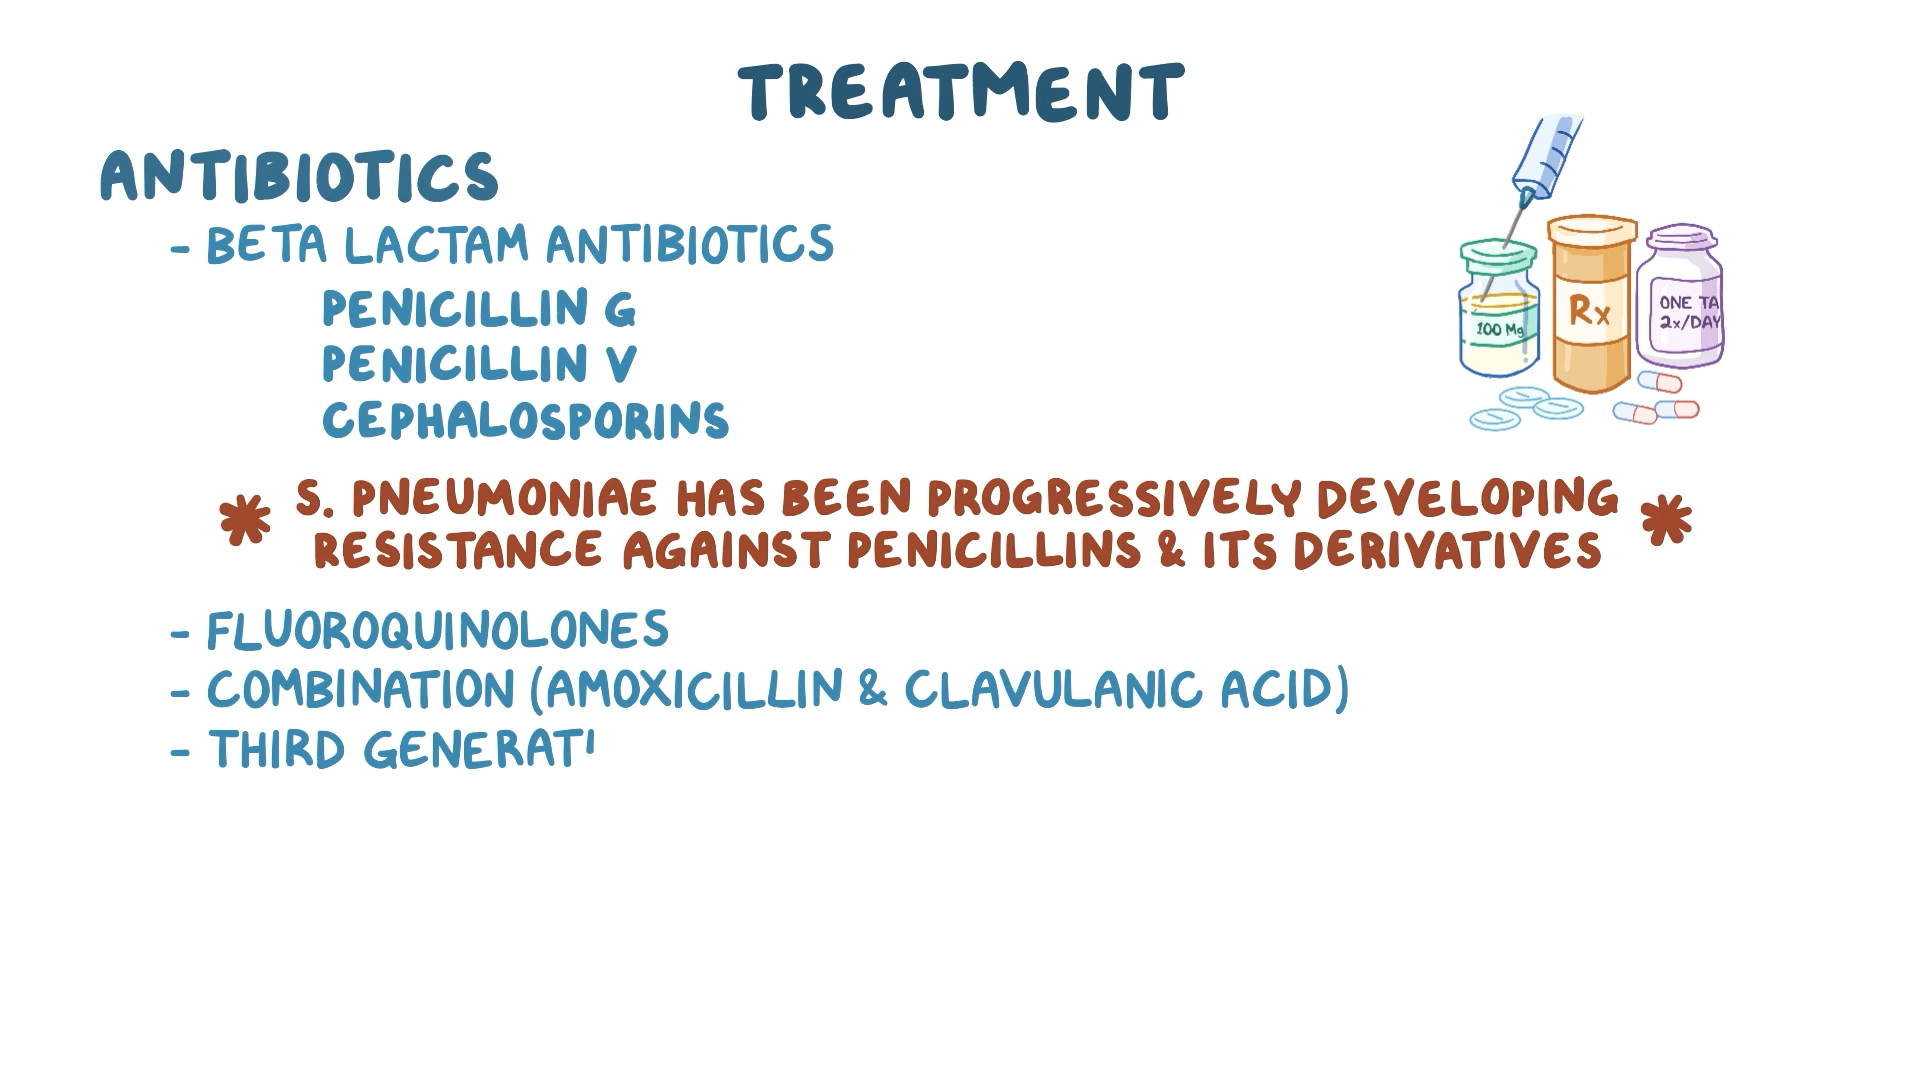 TREATMENT
ANTIBIOTICS
- BETA LACTAM ANTIBIOTICS
PENICILLIN G
PENICILLIN V
CEPHALOSPORINS
* S. PNEUMONIAE HAS BEEN PROGRESSIVELY DEVELOPING *
RESISTANCE AGAINST PENICILLINS & ITS DERIVATIVES
- FLUOROQUINOLONES
- COMBINATION (AMOXICILLIN & CLAVULANIC ACID)
- THIRD GENERATI
100 Mg
Rx
ONE TA
2x/DAY